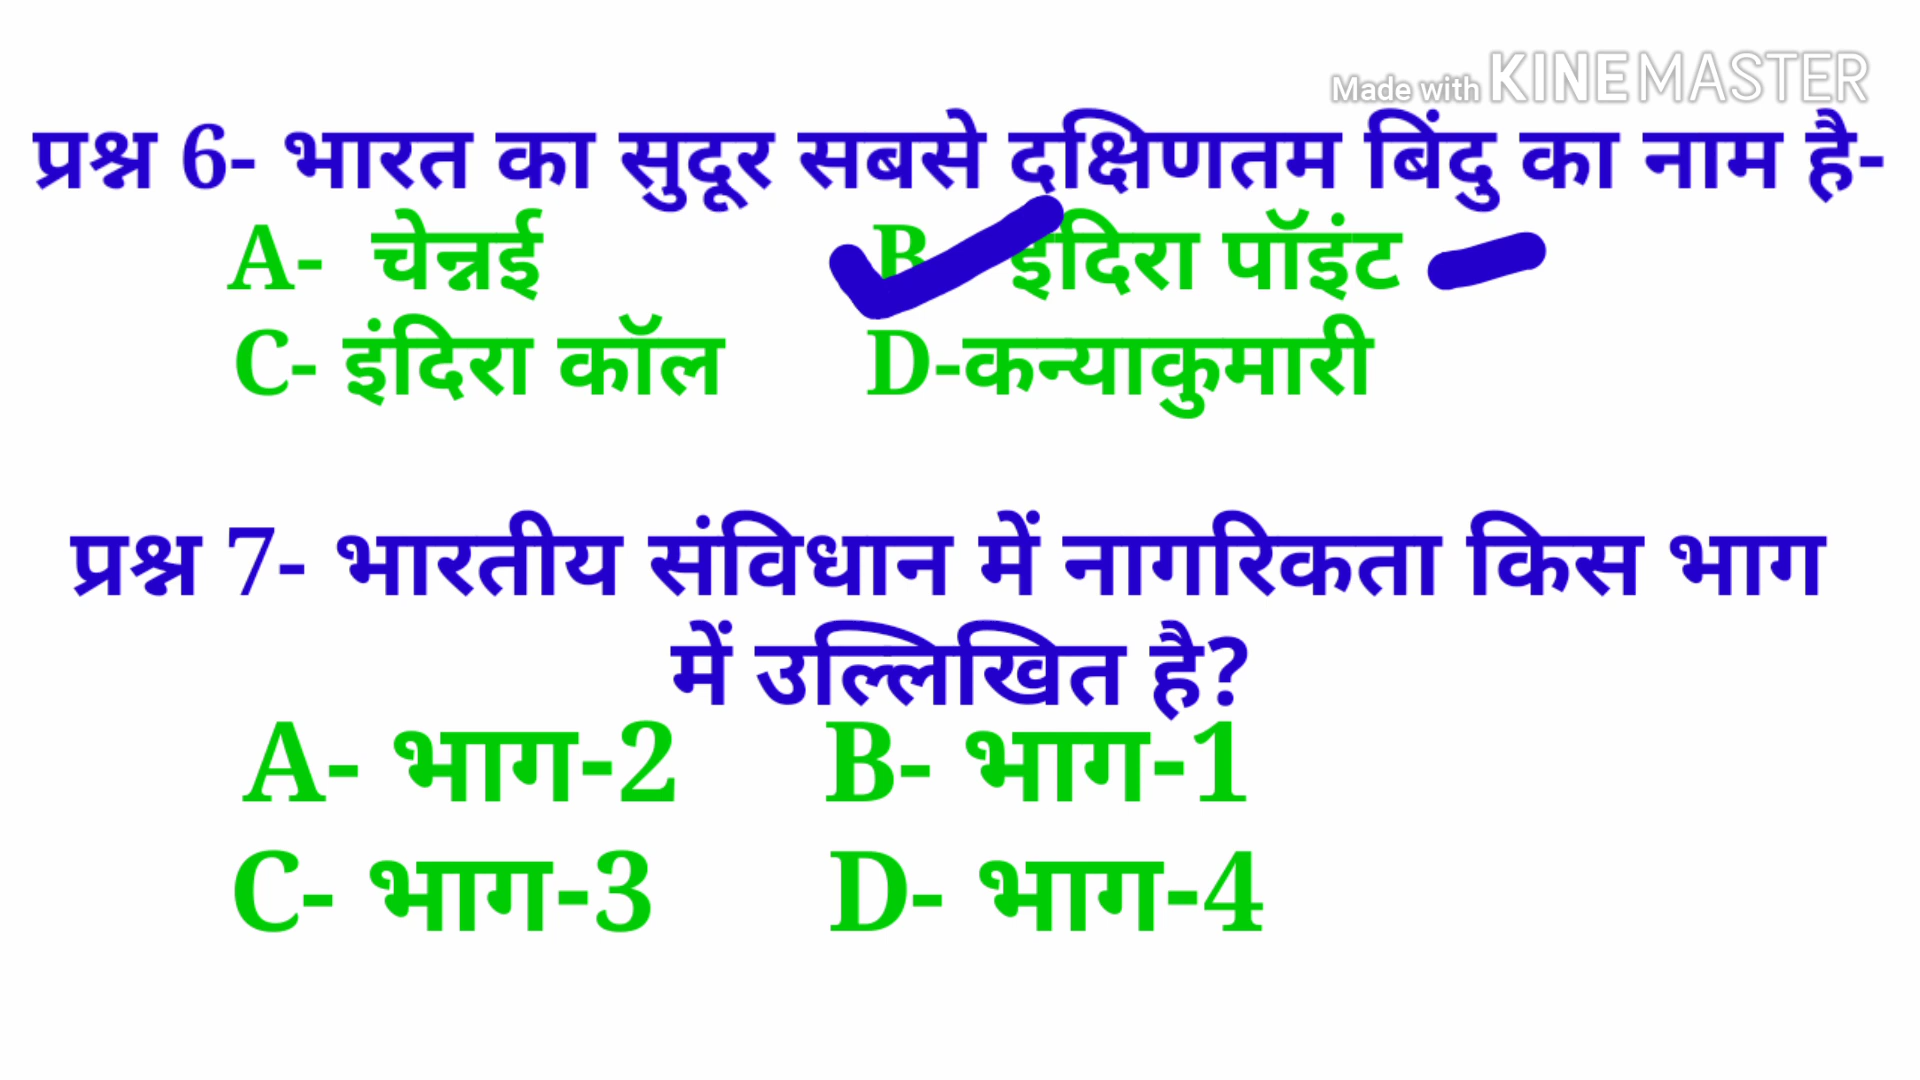 Made with KINEMASTER
प्रश्न 6- भारत का सुदूर सबसे दक्षिणतम बिंदु का नाम है-
A- चेन्नई B- इंदिरा पॉइंट
C- इंदिरा कॉल D-कन्याकुमारी
प्रश्न 7- भारतीय संविधान में नागरिकता किस भाग
में उल्लिखित है?
A- भाग-2 B- भाग-1
C- भाग-3 D- भाग-4